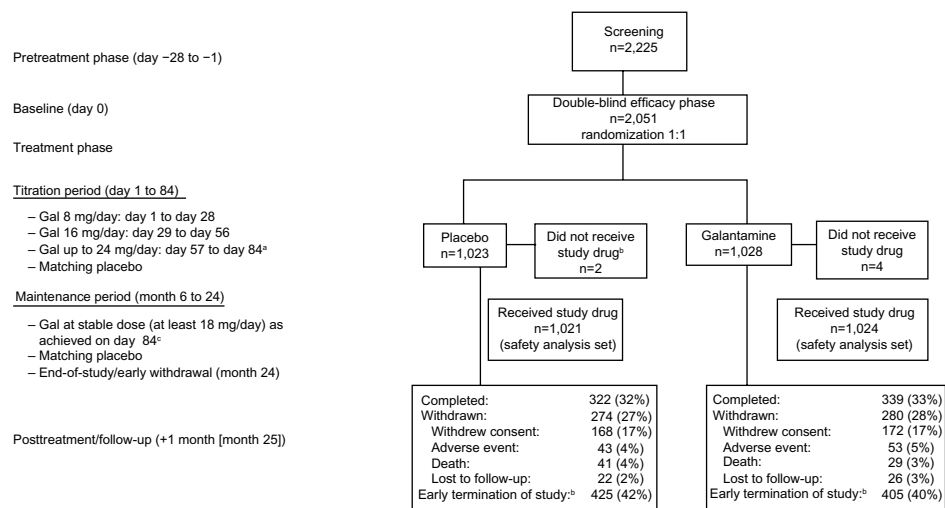 Pretreatment phase (day −28 to −1)
Baseline (day 0)
Treatment phase
Titration period (day 1 to 84)
– Gal 8 mg/day: day 1 to day 28
– Gal 16 mg/day: day 29 to day 56
– Gal up to 24 mg/day: day 57 to day 84ᵃ
– Matching placebo
Maintenance period (month 6 to 24)
– Gal at stable dose (at least 18 mg/day) as
achieved on day 84ᶜ
– Matching placebo
– End-of-study/early withdrawal (month 24)
Posttreatment/follow-up (+1 month [month 25])
Screening
n=2,225
Double-blind efficacy phase
n=2,051
randomization 1:1
Placebo
n=1,023
Did not receive
study drugᵇ
n=2
Galantamine
n=1,028
Did not receive
study drug
n=4
Received study drug
n=1,021
(safety analysis set)
Received study drug
n=1,024
(safety analysis set)
Completed: 322 (32%)
Withdrawn: 274 (27%)
Withdrew consent: 168 (17%)
Adverse event: 43 (4%)
Death: 41 (4%)
Lost to follow-up: 22 (2%)
Early termination of study:ᵇ 425 (42%)
Completed: 339 (33%)
Withdrawn: 280 (28%)
Withdrew consent: 172 (17%)
Adverse event: 53 (5%)
Death: 29 (3%)
Lost to follow-up: 26 (3%)
Early termination of study:ᵇ 405 (40%)